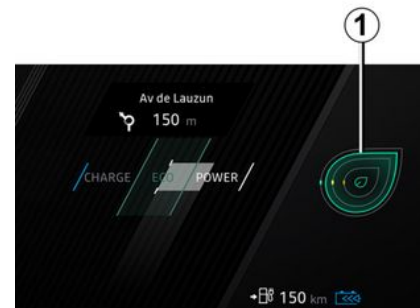 1
Av de Lauzun
150 m
CHARGE ECO POWER
150 km